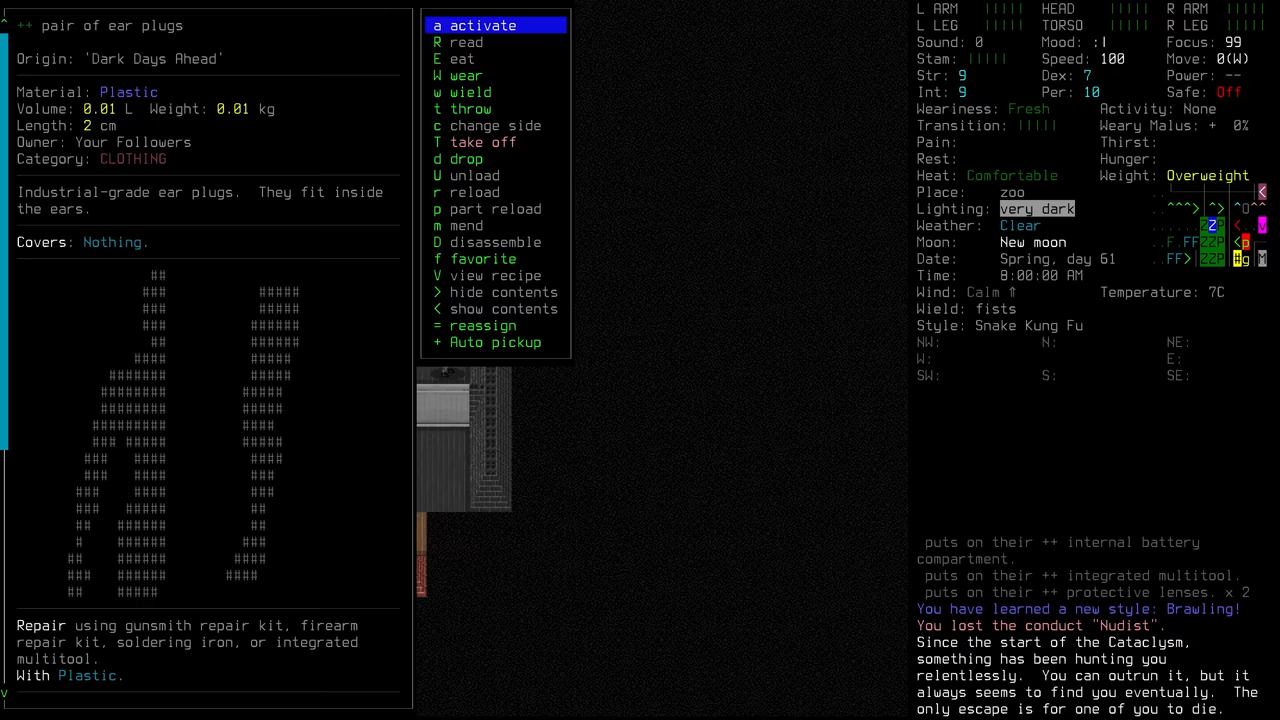 ++ pair of ear plugs
Origin: 'Dark Days Ahead'
Material: Plastic
Volume: 0.01 L  Weight: 0.01 kg
Length: 2 cm
Owner: Your Followers
Category: CLOTHING
Industrial-grade ear plugs.  They fit inside
the ears.
Covers: Nothing.
Repair using gunsmith repair kit, firearm
repair kit, soldering iron, or integrated
multitool.
With Plastic.
a activate
R read
E eat
W wear
w wield
t throw
c change side
T take off
d drop
U unload
r reload
p part reload
m mend
D disassemble
f favorite
V view recipe
> hide contents
< show contents
= reassign
+ Auto pickup
L ARM ||||| HEAD ||||| R ARM |||||
L LEG ||||| TORSO ||||| R LEG |||||
Sound: 0 Mood: :| Focus: 99
Stam: ||||| Speed: 100 Move: 0(W)
Str: 9 Dex: 7 Power: --
Int: 9 Per: 10 Safe: Off
Weariness: Fresh Activity: None
Transition: ||||| Weary Malus: + 0%
Pain: Thirst:
Rest: Hunger:
Heat: Comfortable Weight: Overweight
Place: zoo
Lighting: very dark
Weather: Clear
Moon: New moon
Date: Spring, day 61
Time: 8:00:00 AM
Wind: Calm ⇑ Temperature: 7C
Wield: fists
Style: Snake Kung Fu
NW: N: NE:
W: E:
SW: S: SE:
puts on their ++ internal battery
compartment.
puts on their ++ integrated multitool.
puts on their ++ protective lenses. x 2
You have learned a new style: Brawling!
You lost the conduct "Nudist".
Since the start of the Cataclysm,
something has been hunting you
relentlessly.  You can outrun it, but it
always seems to find you eventually.  The
only escape is for one of you to die.